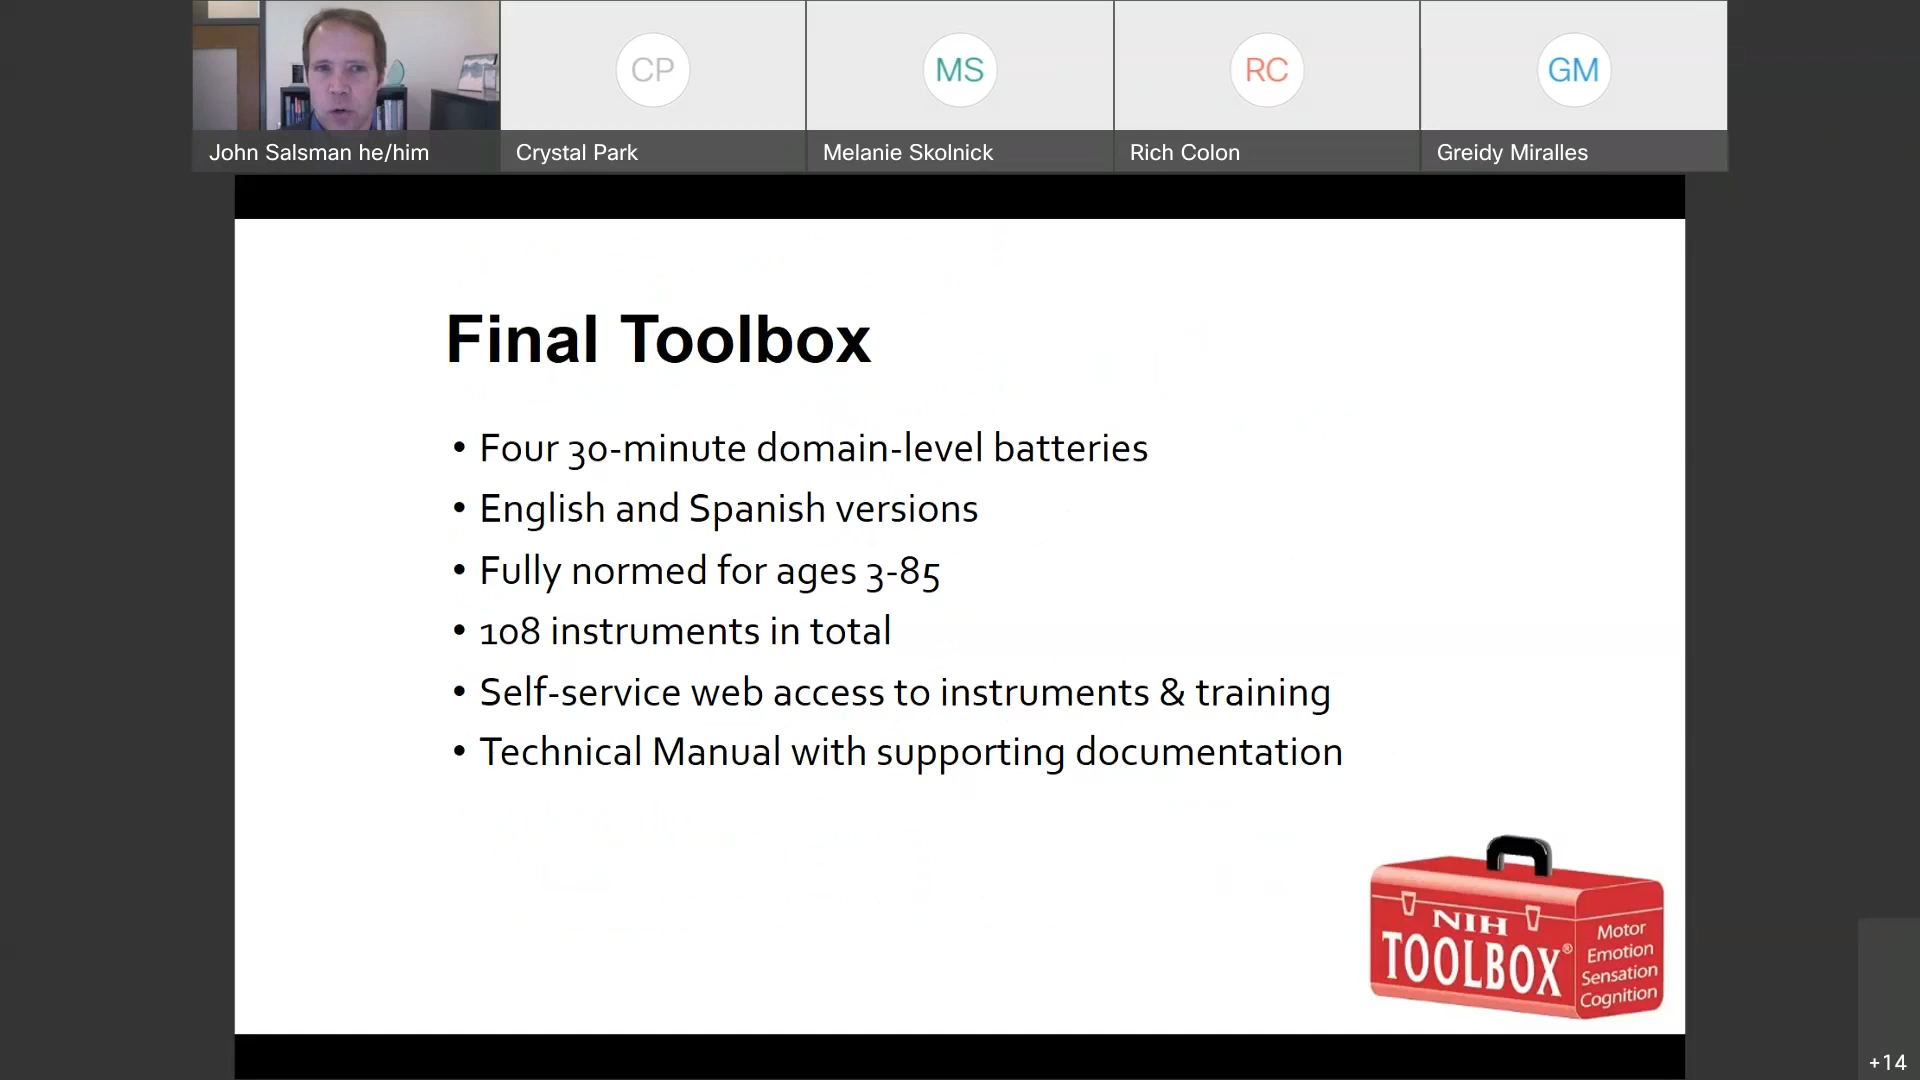 CP
MS
RC
GM
John Salsman he/him
Crystal Park
Melanie Skolnick
Rich Colon
Greidy Miralles
Final Toolbox
• Four 30-minute domain-level batteries
• English and Spanish versions
• Fully normed for ages 3-85
• 108 instruments in total
• Self-service web access to instruments & training
• Technical Manual with supporting documentation
NIH
TOOLBOX®
Motor
Emotion
Sensation
Cognition
+14